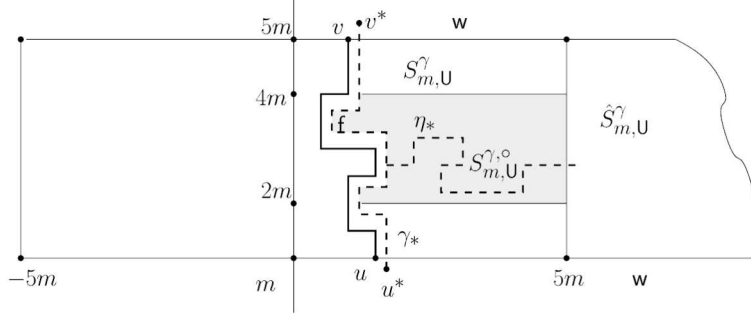 5m v v* w
S^γ_{m,U}
4m
f η_* Ŝ^γ_{m,U}
S^{γ,∘}_{m,U}
2m
γ_*
−5m m u u* 5m w